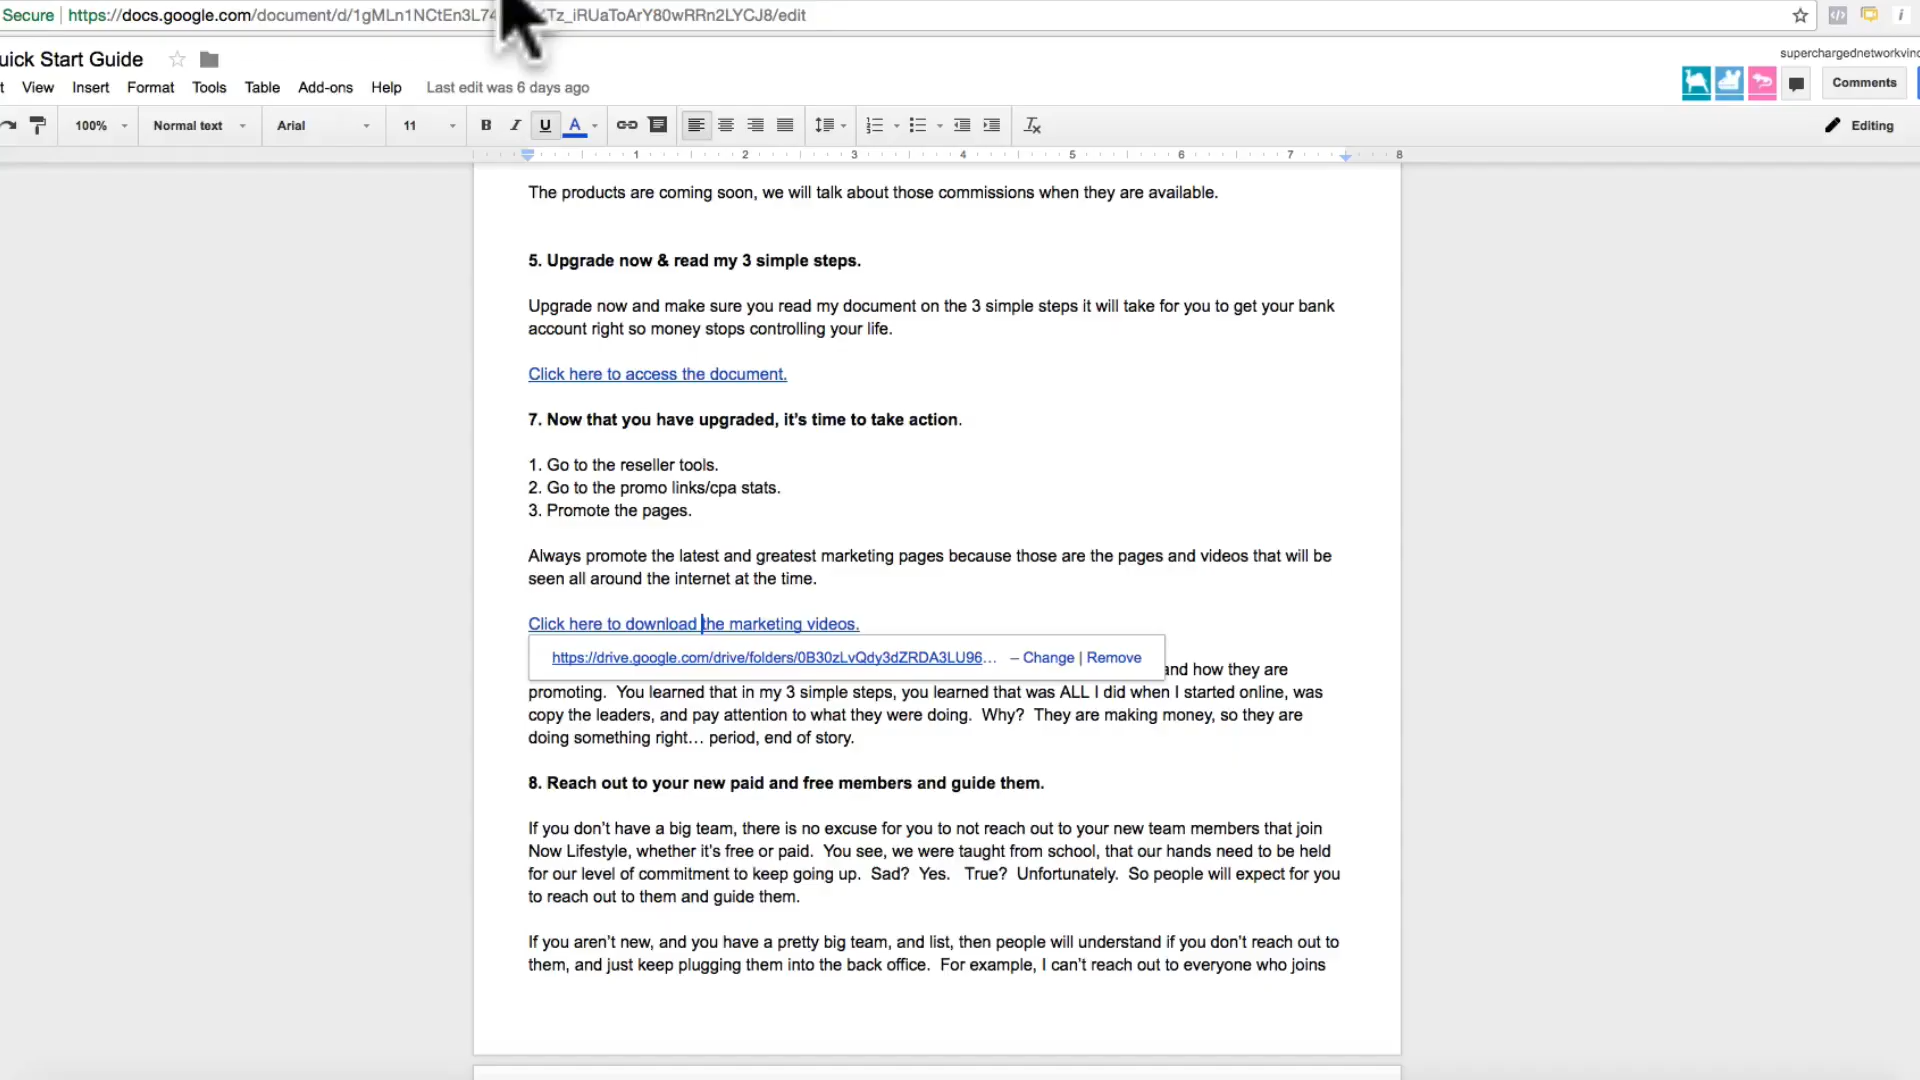 Secure https://docs.google.com/document/d/1gMLn1NCtEn3L74 Tz_iRUaToArY80wRRn2LYCJ8/edit
uick Start Guide
superchargednetworkvinc
t View Insert Format Tools Table Add-ons Help Last edit was 6 days ago
Comments
100% Normal text Arial 11 B I U A Editing
1 2 3 4 5 6 7 8
The products are coming soon, we will talk about those commissions when they are available.
5. Upgrade now & read my 3 simple steps.
Upgrade now and make sure you read my document on the 3 simple steps it will take for you to get your bank
account right so money stops controlling your life.
Click here to access the document.
7. Now that you have upgraded, it's time to take action.
1. Go to the reseller tools.
2. Go to the promo links/cpa stats.
3. Promote the pages.
Always promote the latest and greatest marketing pages because those are the pages and videos that will be
seen all around the internet at the time.
Click here to download the marketing videos.
https://drive.google.com/drive/folders/0B30zLvQdy3dZRDA3LU96... – Change | Remove
and how they are
promoting. You learned that in my 3 simple steps, you learned that was ALL I did when I started online, was
copy the leaders, and pay attention to what they were doing. Why? They are making money, so they are
doing something right… period, end of story.
8. Reach out to your new paid and free members and guide them.
If you don't have a big team, there is no excuse for you to not reach out to your new team members that join
Now Lifestyle, whether it's free or paid. You see, we were taught from school, that our hands need to be held
for our level of commitment to keep going up. Sad? Yes. True? Unfortunately. So people will expect for you
to reach out to them and guide them.
If you aren't new, and you have a pretty big team, and list, then people will understand if you don't reach out to
them, and just keep plugging them into the back office. For example, I can't reach out to everyone who joins